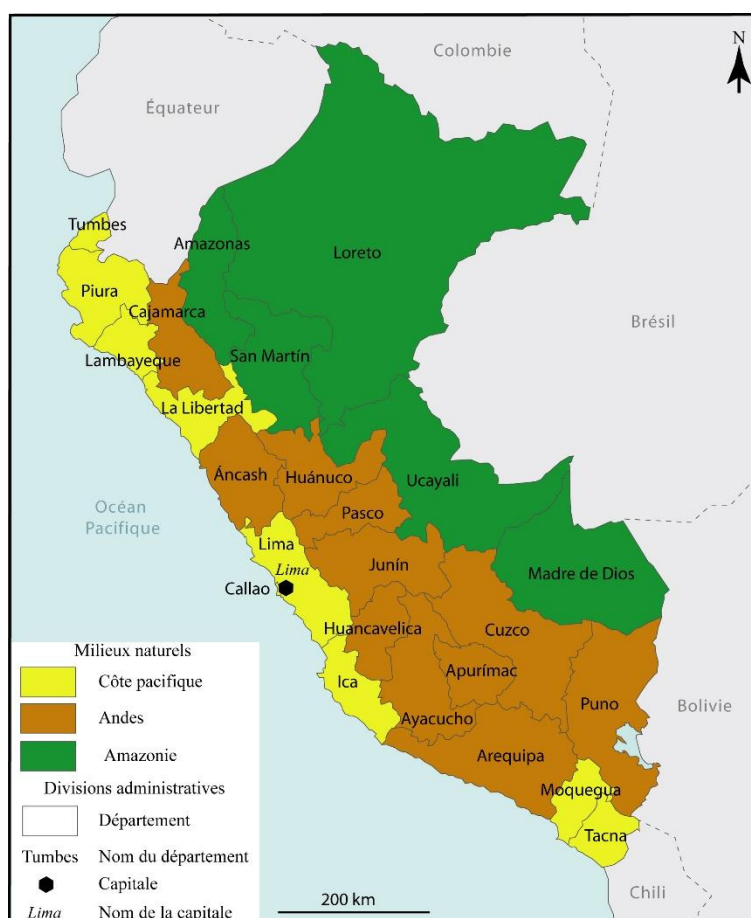 Colombie
N
Équateur
Tumbes
Amazonas
Loreto
Piura
Cajamarca
Brésil
San Martín
Lambayeque
La Libertad
Áncash
Huánuco
Ucayali
Océan
Pacifique
Pasco
Lima
Junín
Lima
Madre de Dios
Callao
Huancavelica
Cuzco
Milieux naturels
Apurímac
Côte pacifique
Ica
Puno
Bolivie
Andes
Ayacucho
Arequipa
Amazonie
Moquegua
Divisions administratives
Département
Tacna
Tumbes Nom du département
Capitale
Chili
Lima Nom de la capitale
200 km